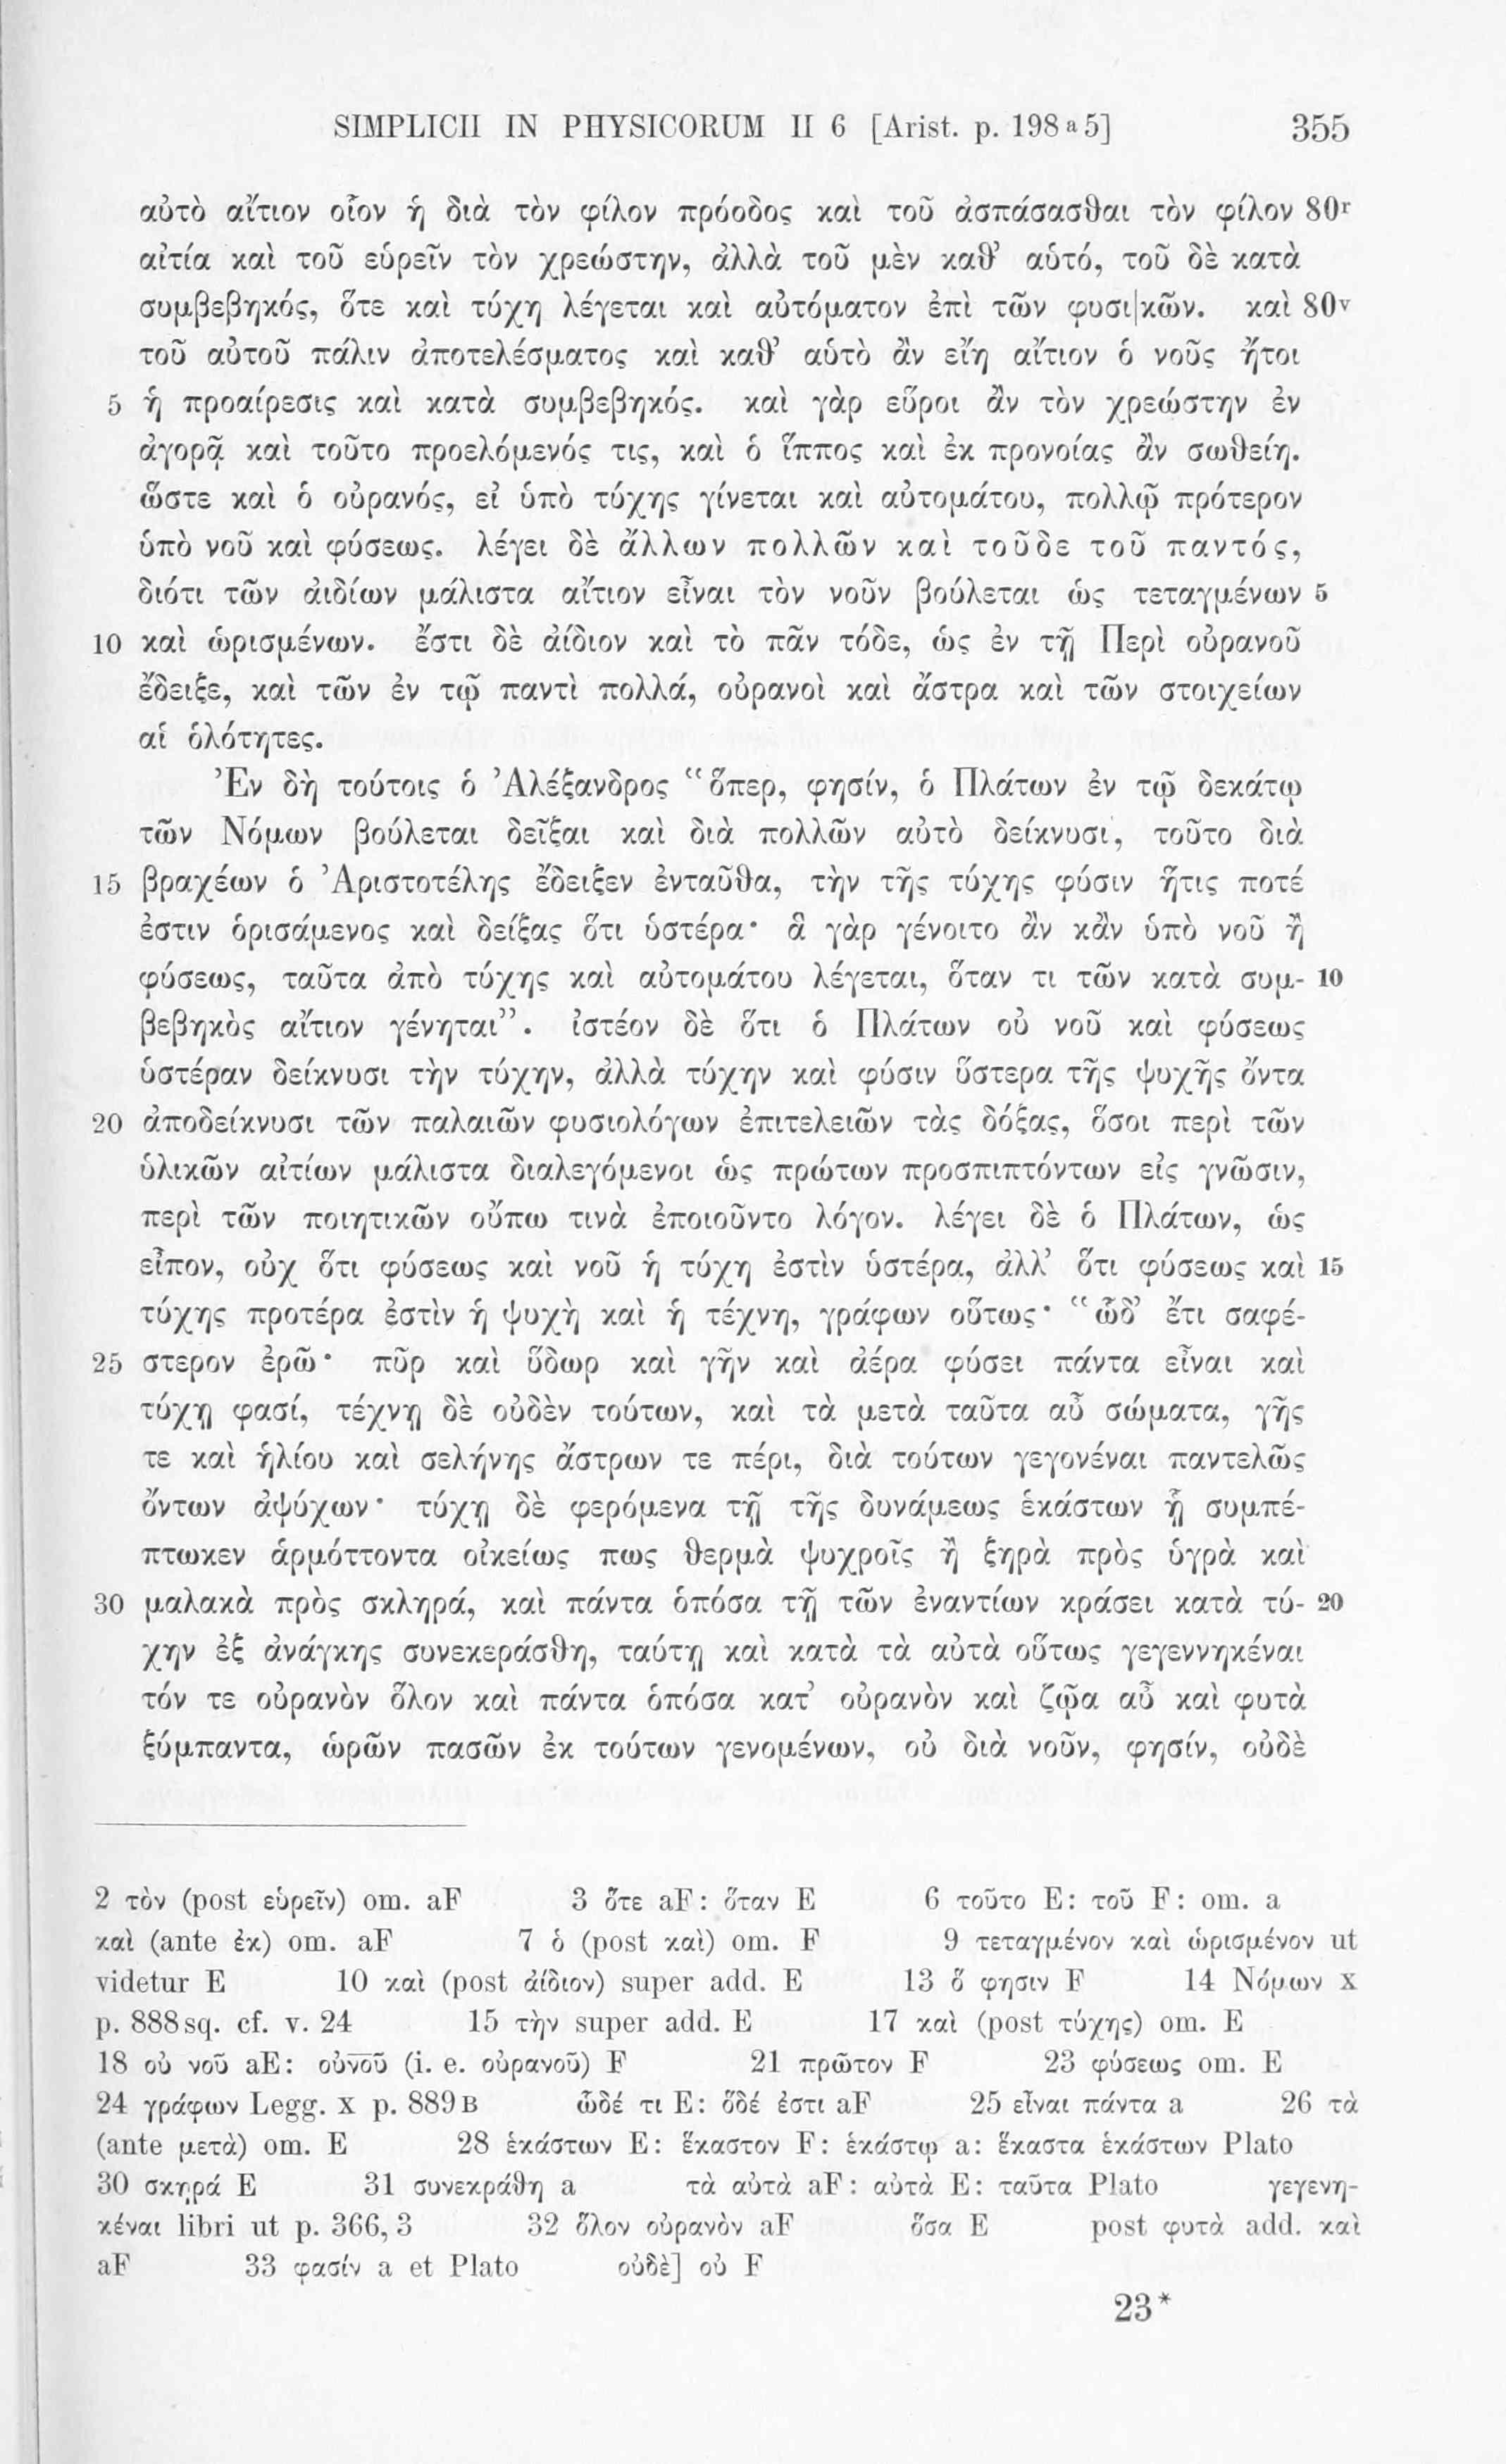 SIMPLICII IN PHYSICORUM II 6 [Arist. p. 198 a 5] 355
αὐτὸ αἴτιον οἷον ἡ διὰ τὸν φίλον πρόοδος καὶ τοῦ ἀσπάσασθαι τὸν φίλον 80r
αἰτία καὶ τοῦ εὑρεῖν τὸν χρεώστην, ἀλλὰ τοῦ μὲν καθ’ αὑτό, τοῦ δὲ κατὰ
συμβεβηκός, ὅτε καὶ τύχη λέγεται καὶ αὐτόματον ἐπὶ τῶν φυσι|κῶν. καὶ 80v
τοῦ αὐτοῦ πάλιν ἀποτελέσματος καὶ καθ’ αὑτὸ ἂν εἴη αἴτιον ὁ νοῦς ἤτοι
5 ἡ προαίρεσις καὶ κατὰ συμβεβηκός. καὶ γὰρ εὕροι ἂν τὸν χρεώστην ἐν
ἀγορᾷ καὶ τοῦτο προελόμενός τις, καὶ ὁ ἵππος καὶ ἐκ προνοίας ἂν σωθείη.
ὥστε καὶ ὁ οὐρανός, εἰ ὑπὸ τύχης γίνεται καὶ αὐτομάτου, πολλῷ πρότερον
ὑπὸ νοῦ καὶ φύσεως. λέγει δὲ ἄλλων πολλῶν καὶ τοῦδε τοῦ παντός,
διότι τῶν ἀιδίων μάλιστα αἴτιον εἶναι τὸν νοῦν βούλεται ὡς τεταγμένων 5
10 καὶ ὡρισμένων. ἔστι δὲ ἀίδιον καὶ τὸ πᾶν τόδε, ὡς ἐν τῇ Περὶ οὐρανοῦ
ἔδειξε, καὶ τῶν ἐν τῷ παντὶ πολλά, οὐρανοὶ καὶ ἄστρα καὶ τῶν στοιχείων
αἱ ὁλότητες.
Ἐν δὴ τούτοις ὁ Ἀλέξανδρος “ὅπερ, φησίν, ὁ Πλάτων ἐν τῷ δεκάτῳ
τῶν Νόμων βούλεται δεῖξαι καὶ διὰ πολλῶν αὐτὸ δείκνυσι, τοῦτο διὰ
15 βραχέων ὁ Ἀριστοτέλης ἔδειξεν ἐνταῦθα, τὴν τῆς τύχης φύσιν ἥτις ποτέ
ἐστιν ὁρισάμενος καὶ δείξας ὅτι ὑστέρα· ἃ γὰρ γένοιτο ἂν κἂν ὑπὸ νοῦ ἢ
φύσεως, ταῦτα ἀπὸ τύχης καὶ αὐτομάτου λέγεται, ὅταν τι τῶν κατὰ συμ- 10
βεβηκὸς αἴτιον γένηται”. ἰστέον δὲ ὅτι ὁ Πλάτων οὐ νοῦ καὶ φύσεως
ὑστέραν δείκνυσι τὴν τύχην, ἀλλὰ τύχην καὶ φύσιν ὕστερα τῆς ψυχῆς ὄντα
20 ἀποδείκνυσι τῶν παλαιῶν φυσιολόγων ἐπιτελειῶν τὰς δόξας, ὅσοι περὶ τῶν
ὑλικῶν αἰτίων μάλιστα διαλεγόμενοι ὡς πρώτων προσπιπτόντων εἰς γνῶσιν,
περὶ τῶν ποιητικῶν οὔπω τινὰ ἐποιοῦντο λόγον. λέγει δὲ ὁ Πλάτων, ὡς
εἶπον, οὐχ ὅτι φύσεως καὶ νοῦ ἡ τύχη ἐστὶν ὑστέρα, ἀλλ’ ὅτι φύσεως καὶ 15
τύχης προτέρα ἐστὶν ἡ ψυχὴ καὶ ἡ τέχνη, γράφων οὕτως· “ὧδ’ ἔτι σαφέ-
25 στερον ἐρῶ· πῦρ καὶ ὕδωρ καὶ γῆν καὶ ἀέρα φύσει πάντα εἶναι καὶ
τύχῃ φασί, τέχνῃ δὲ οὐδὲν τούτων, καὶ τὰ μετὰ ταῦτα αὖ σώματα, γῆς
τε καὶ ἡλίου καὶ σελήνης ἄστρων τε πέρι, διὰ τούτων γεγονέναι παντελῶς
ὄντων ἀψύχων· τύχῃ δὲ φερόμενα τῇ τῆς δυνάμεως ἑκάστων ᾗ συμπέ-
πτωκεν ἁρμόττοντα οἰκείως πως θερμὰ ψυχροῖς ἢ ξηρὰ πρὸς ὑγρὰ καὶ
30 μαλακὰ πρὸς σκληρά, καὶ πάντα ὁπόσα τῇ τῶν ἐναντίων κράσει κατὰ τύ- 20
χην ἐξ ἀνάγκης συνεκεράσθη, ταύτῃ καὶ κατὰ τὰ αὐτὰ οὕτως γεγεννηκέναι
τόν τε οὐρανὸν ὅλον καὶ πάντα ὁπόσα κατ’ οὐρανὸν καὶ ζῷα αὖ καὶ φυτὰ
ξύμπαντα, ὡρῶν πασῶν ἐκ τούτων γενομένων, οὐ διὰ νοῦν, φησίν, οὐδὲ
2 τὸν (post εὑρεῖν) om. aF 3 ὅτε aF: ὅταν E 6 τοῦτο E: τοῦ F: om. a
καὶ (ante ἐκ) om. aF 7 ὁ (post καὶ) om. F 9 τεταγμένον καὶ ὡρισμένον ut
videtur E 10 καὶ (post ἀίδιον) super add. E 13 ὅ φησιν F 14 Νόμων x
p. 888 sq. cf. v. 24 15 τὴν super add. E 17 καὶ (post τύχης) om. E
18 οὐ νοῦ aE: οὐν̅οῦ (i. e. οὐρανοῦ) F 21 πρῶτον F 23 φύσεως om. E
24 γράφων Legg. x p. 889 B ὧδέ τι E: ὅδέ ἐστι aF 25 εἶναι πάντα a 26 τὰ
(ante μετὰ) om. E 28 ἑκάστων E: ἕκαστον F: ἑκάστῳ a: ἕκαστα ἑκάστων Plato
30 σκηρά E 31 συνεκράθη a τὰ αὐτὰ aF: αὐτὰ E: ταῦτα Plato γεγενη-
κέναι libri ut p. 366, 3 32 ὅλον οὐρανὸν aF ὅσα E post φυτὰ add. καὶ
aF 33 φασίν a et Plato οὐδὲ] οὐ F
23*